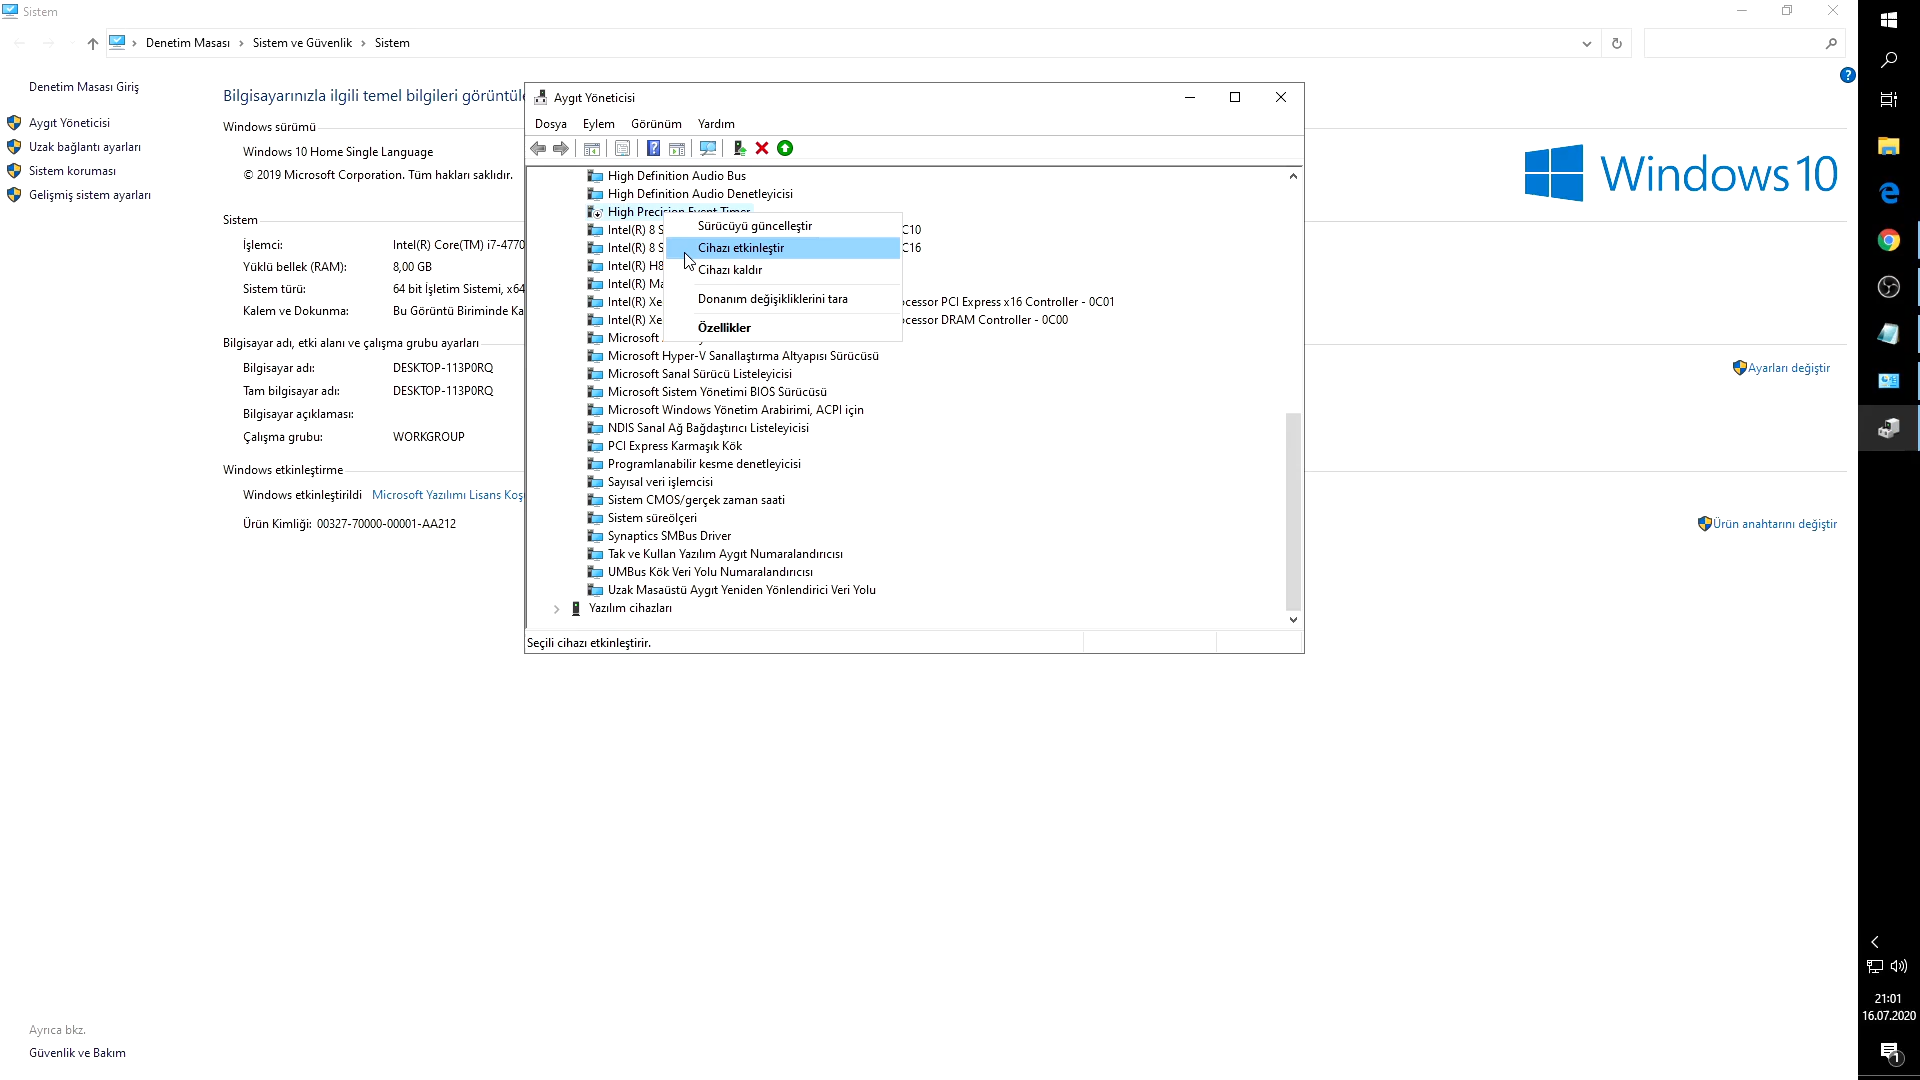 Sistem
Denetim Masası > Sistem ve Güvenlik > Sistem
Denetim Masası Giriş
Aygıt Yöneticisi
Uzak bağlantı ayarları
Sistem koruması
Gelişmiş sistem ayarları
Bilgisayarınızla ilgili temel bilgileri görüntüle
Windows sürümü
Windows 10 Home Single Language
© 2019 Microsoft Corporation. Tüm hakları saklıdır.
Sistem
İşlemci: Intel(R) Core(TM) i7-4770
Yüklü bellek (RAM): 8,00 GB
Sistem türü: 64 bit İşletim Sistemi, x64
Kalem ve Dokunma: Bu Görüntü Biriminde Ka
Bilgisayar adı, etki alanı ve çalışma grubu ayarları
Bilgisayar adı: DESKTOP-113P0RQ
Tam bilgisayar adı: DESKTOP-113P0RQ
Bilgisayar açıklaması:
Çalışma grubu: WORKGROUP
Windows etkinleştirme
Windows etkinleştirildi Microsoft Yazılımı Lisans Koşu
Ürün Kimliği: 00327-70000-00001-AA212
Ayrıca bkz.
Güvenlik ve Bakım
Aygıt Yöneticisi
Dosya Eylem Görünüm Yardım
High Definition Audio Bus
High Definition Audio Denetleyicisi
High Precision Event Timer
Intel(R) 8 S C10
Intel(R) 8 S C16
Intel(R) H8
Intel(R) Ma
Intel(R) Xe ocessor PCI Express x16 Controller - 0C01
Intel(R) Xe ocessor DRAM Controller - 0C00
Microsoft
Microsoft Hyper-V Sanallaştırma Altyapısı Sürücüsü
Microsoft Sanal Sürücü Listeleyicisi
Microsoft Sistem Yönetimi BIOS Sürücüsü
Microsoft Windows Yönetim Arabirimi, ACPI için
NDIS Sanal Ağ Bağdaştırıcı Listeleyicisi
PCI Express Karmaşık Kök
Programlanabilir kesme denetleyicisi
Sayısal veri işlemcisi
Sistem CMOS/gerçek zaman saati
Sistem süreölçeri
Synaptics SMBus Driver
Tak ve Kullan Yazılım Aygıt Numaralandırıcısı
UMBus Kök Veri Yolu Numaralandırıcısı
Uzak Masaüstü Aygıt Yeniden Yönlendirici Veri Yolu
Yazılım cihazları
Seçili cihazı etkinleştirir.
Sürücüyü güncelleştir
Cihazı etkinleştir
Cihazı kaldır
Donanım değişikliklerini tara
Özellikler
Windows 10
Ayarları değiştir
Ürün anahtarını değiştir
21:01
16.07.2020
1